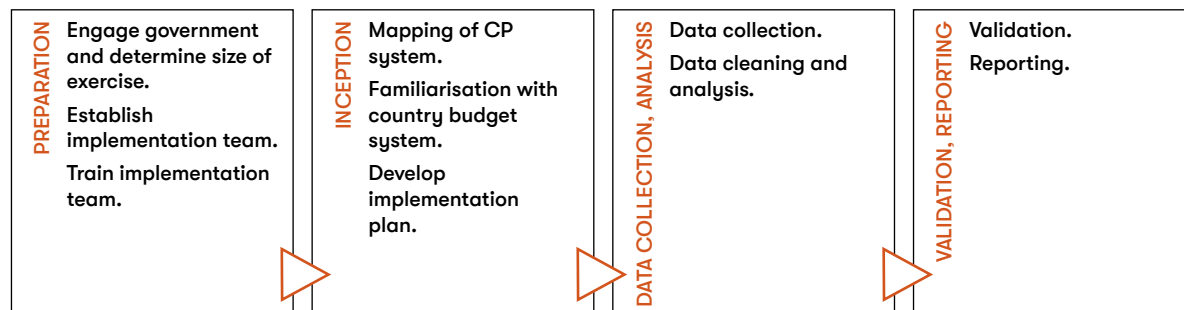 PREPARATION
Engage government
and determine size of
exercise.
Establish
implementation team.
Train implementation
team.
INCEPTION
Mapping of CP
system.
Familiarisation with
country budget
system.
Develop
implementation
plan.
DATA COLLECTION, ANALYSIS
Data collection.
Data cleaning and
analysis.
VALIDATION, REPORTING
Validation.
Reporting.